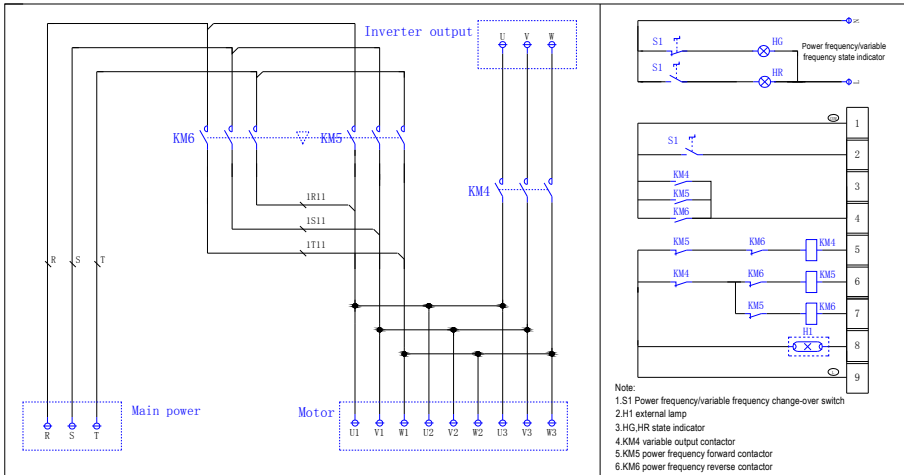 Inverter output
U V W
KM6
KM5
KM4
1R11
1S11
1T11
R S T
Main power
R S T
Motor
U1 V1 W1 U2 V2 W2 U3 V3 W3
N
S1 HG
Power frequency/variable
frequency state indicator
S1 HR
L
1
S1
2
KM4
3
KM5
KM6
4
KM5 KM6 KM4
5
KM4 KM6 KM5
6
KM5 KM6
7
H1
8
9
Note:
1.S1 Power frequency/variable frequency change-over switch
2.H1 external lamp
3.HG,HR state indicator
4.KM4 variable output contactor
5.KM5 power frequency forward contactor
6.KM6 power frequency reverse contactor